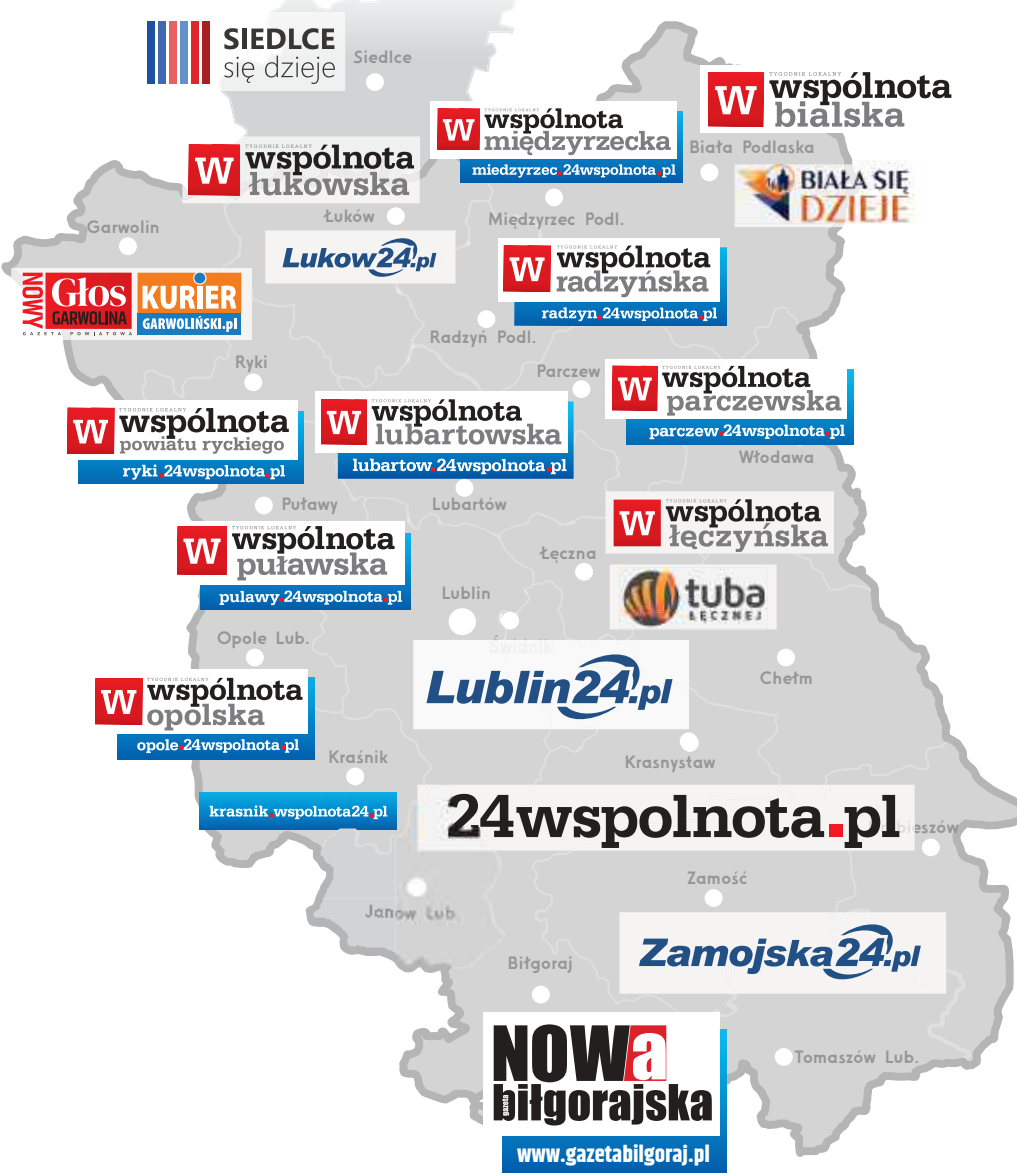 SIEDLCE
się dzieje
Siedlce
TYGODNIK LOKALNY
W wspólnota
bialska
TYGODNIK LOKALNY
W wspólnota
międzyrzecka
miedzyrzec.24wspolnota.pl
Biała Podlaska
W wspólnota
łukowska
BIAŁA SIĘ
DZIEJE
Łuków
Międzyrzec Podl.
Garwolin
Lukow24.pl
TYGODNIK LOKALNY
W wspólnota
radzyńska
radzyn.24wspolnota.pl
NOWY
Głos
GARWOLINA
GAZETA POWIATOWA
KURIER
GARWOLIŃSKI.pl
Radzyń Podl.
Ryki
Parczew
TYGODNIK LOKALNY
W wspólnota
parczewska
parczew.24wspolnota.pl
TYGODNIK LOKALNY
W wspólnota
powiatu ryckiego
ryki.24wspolnota.pl
TYGODNIK LOKALNY
W wspólnota
lubartowska
lubartow.24wspolnota.pl
Włodawa
Puławy
Lubartów
TYGODNIK LOKALNY
W wspólnota
łęczyńska
TYGODNIK LOKALNY
W wspólnota
puławska
pulawy.24wspolnota.pl
Łęczna
tuba
ŁĘCZNEJ
Lublin
Świdnik
Opole Lub.
Lublin24.pl
Chełm
TYGODNIK LOKALNY
W wspólnota
opolska
opole.24wspolnota.pl
Kraśnik
Krasnystaw
krasnik.wspolnota24.pl
24wspolnota.pl
bieszów
Zamość
Janow Lub.
Zamojska24.pl
Biłgoraj
NOWa
gazeta
biłgorajska
www.gazetabilgoraj.pl
Tomaszów Lub.